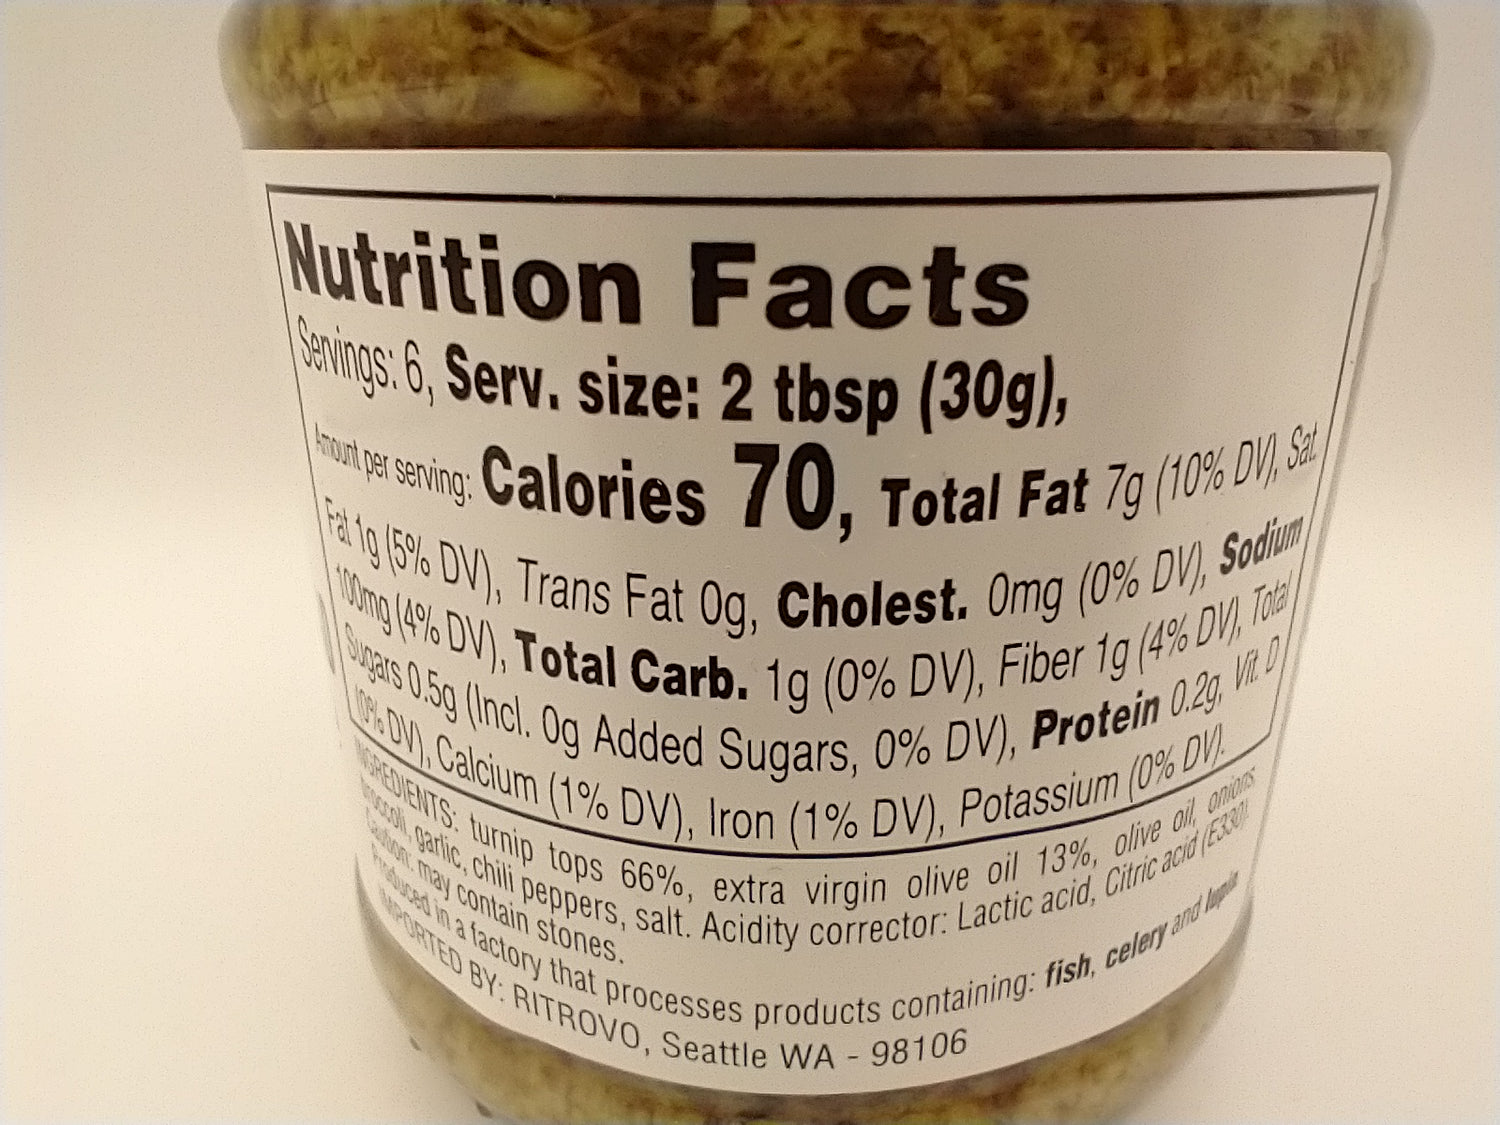 Nutrition Facts
Servings: 6, Serv. size: 2 tbsp (30g),
Amount per serving: Calories 70, Total Fat 7g (10% DV), Sat.
Fat 1g (5% DV), Trans Fat 0g, Cholest. 0mg (0% DV), Sodium
100mg (4% DV), Total Carb. 1g (0% DV), Fiber 1g (4% DV), Total
Sugars 0.5g (Incl. 0g Added Sugars, 0% DV), Protein 0.2g, Vit. D
(0% DV), Calcium (1% DV), Iron (1% DV), Potassium (0% DV).
INGREDIENTS: turnip tops 66%, extra virgin olive oil 13%, olive oil, onions,
broccoli, garlic, chili peppers, salt. Acidity corrector: Lactic acid, Citric acid (E330).
Caution: may contain stones.
Produced in a factory that processes products containing: fish, celery and lupin
IMPORTED BY: RITROVO, Seattle WA - 98106